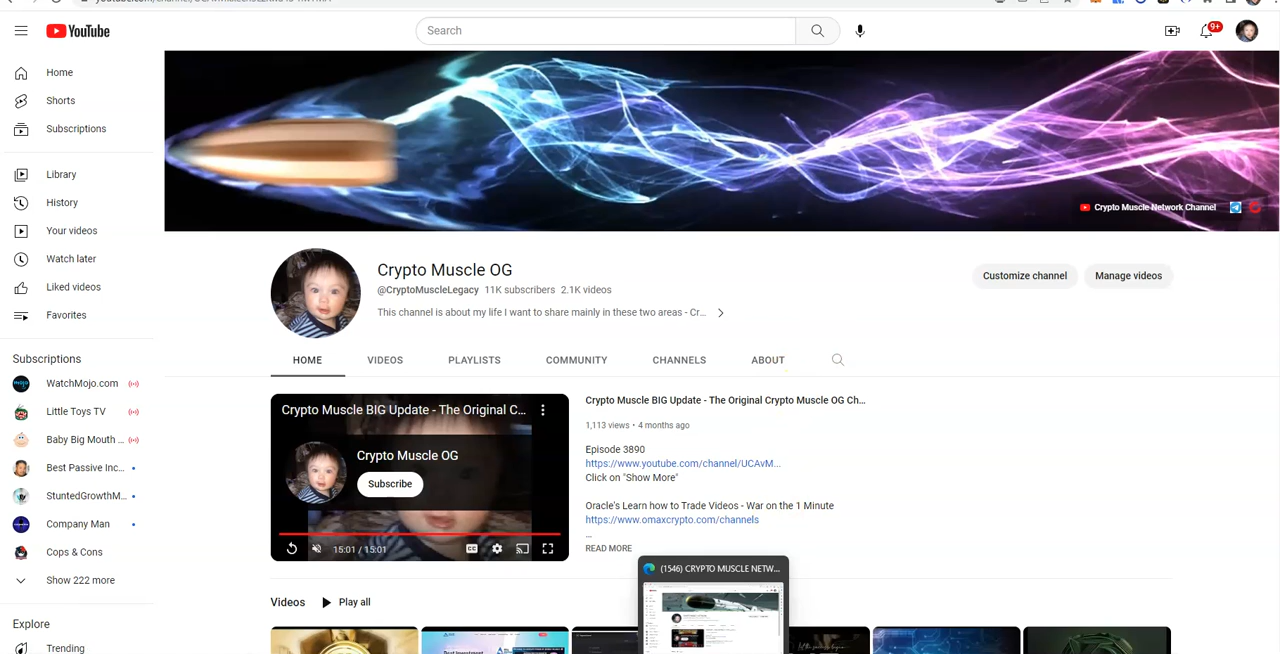 YouTube
Search
9+
Home
Shorts
Subscriptions
Library
History
Your videos
Watch later
Liked videos
Favorites
Subscriptions
WatchMojo.com
Little Toys TV
Baby Big Mouth ...
Best Passive Inc...
StuntedGrowthM...
Company Man
Cops & Cons
Show 222 more
Explore
Trending
Crypto Muscle Network Channel
Crypto Muscle OG
@CryptoMuscleLegacy 11K subscribers 2.1K videos
This channel is about my life I want to share mainly in these two areas - Cr...
Customize channel
Manage videos
HOME
VIDEOS
PLAYLISTS
COMMUNITY
CHANNELS
ABOUT
Crypto Muscle BIG Update - The Original C...
Crypto Muscle OG
Subscribe
15:01 / 15:01
CC
Crypto Muscle BIG Update - The Original Crypto Muscle OG Ch...
1,113 views • 4 months ago
Episode 3890
https://www.youtube.com/channel/UCAvM...
Click on "Show More"
Oracle's Learn how to Trade Videos - War on the 1 Minute
https://www.omaxcrypto.com/channels
...
READ MORE
(1546) CRYPTO MUSCLE NETW...
Videos
Play all